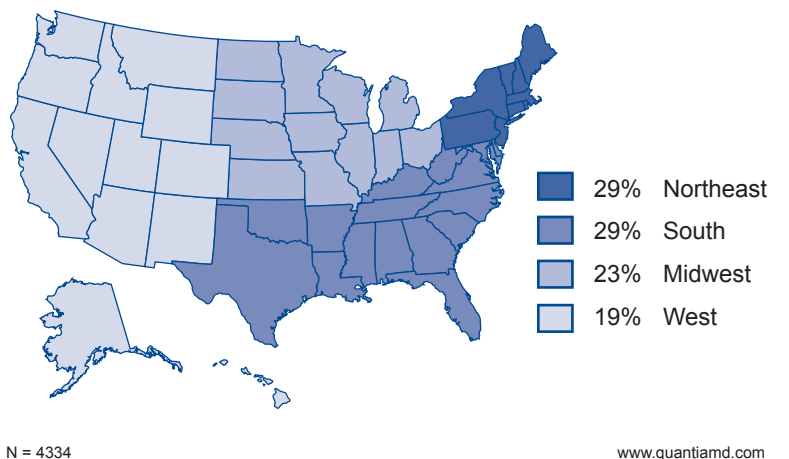 29% Northeast
29% South
23% Midwest
19% West
N = 4334
www.quantiamd.com